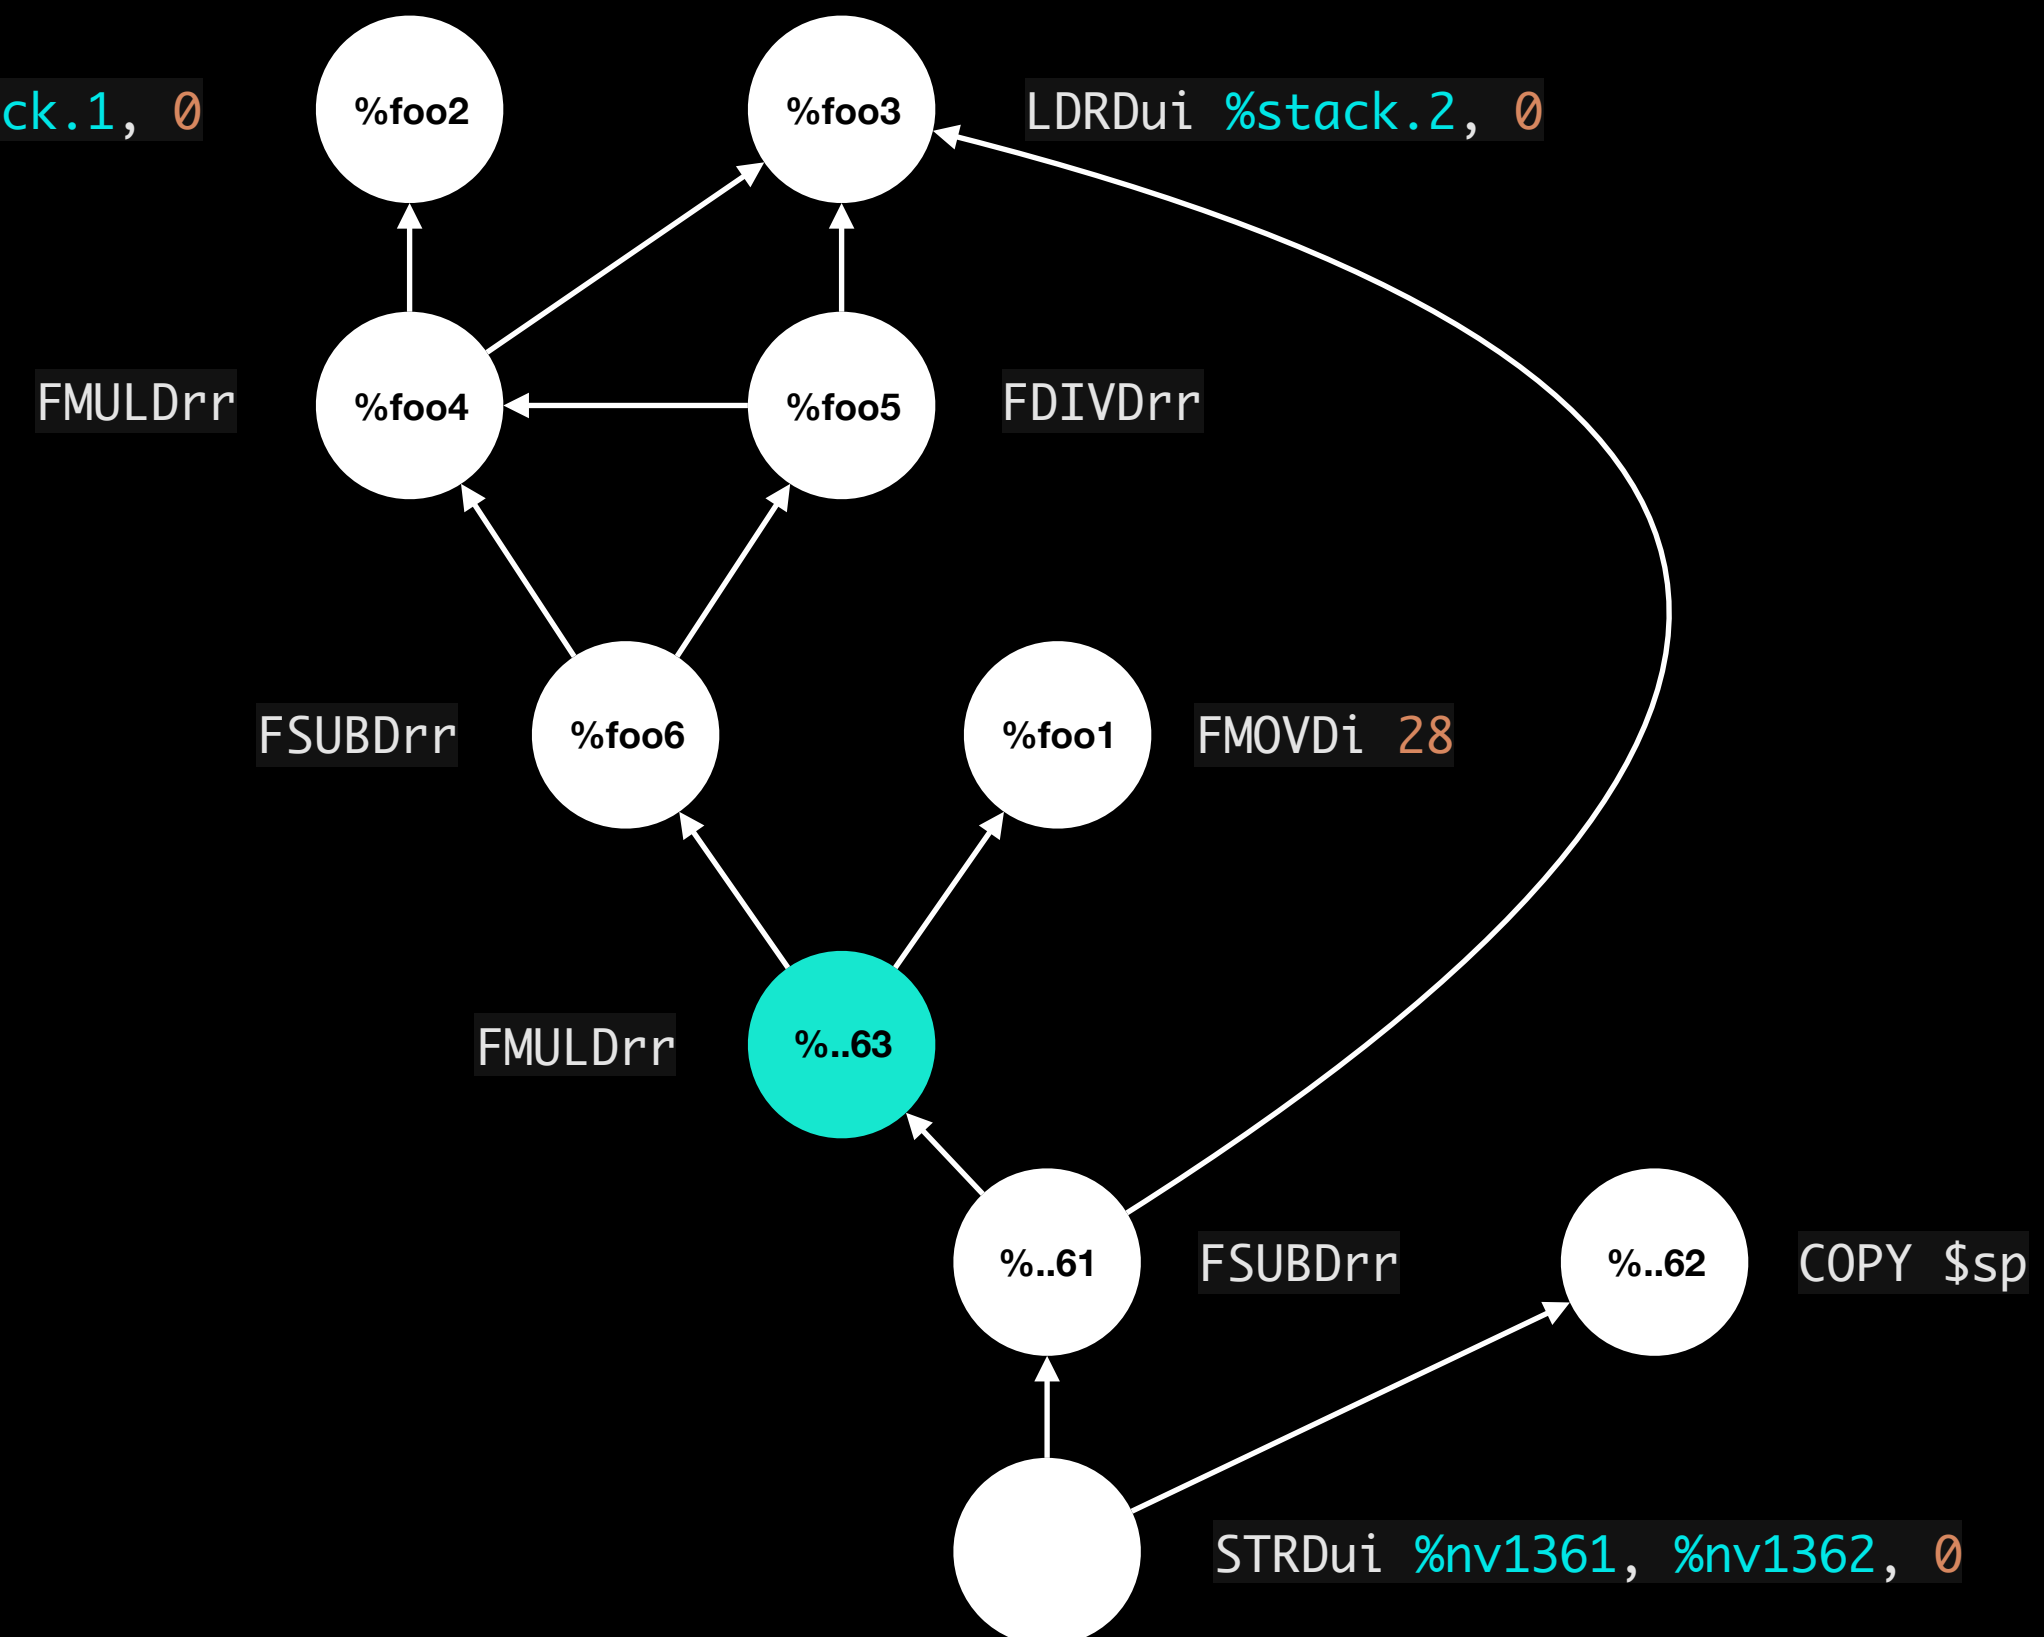 ck.1, 0
%foo2
%foo3
LDRDui %stack.2, 0
FMULDrr
%foo4
%foo5
FDIVDrr
FSUBDrr
%foo6
%foo1
FMOVDi 28
FMULDrr
%..63
%..61
FSUBDrr
%..62
COPY $sp
STRDui %nv1361, %nv1362, 0